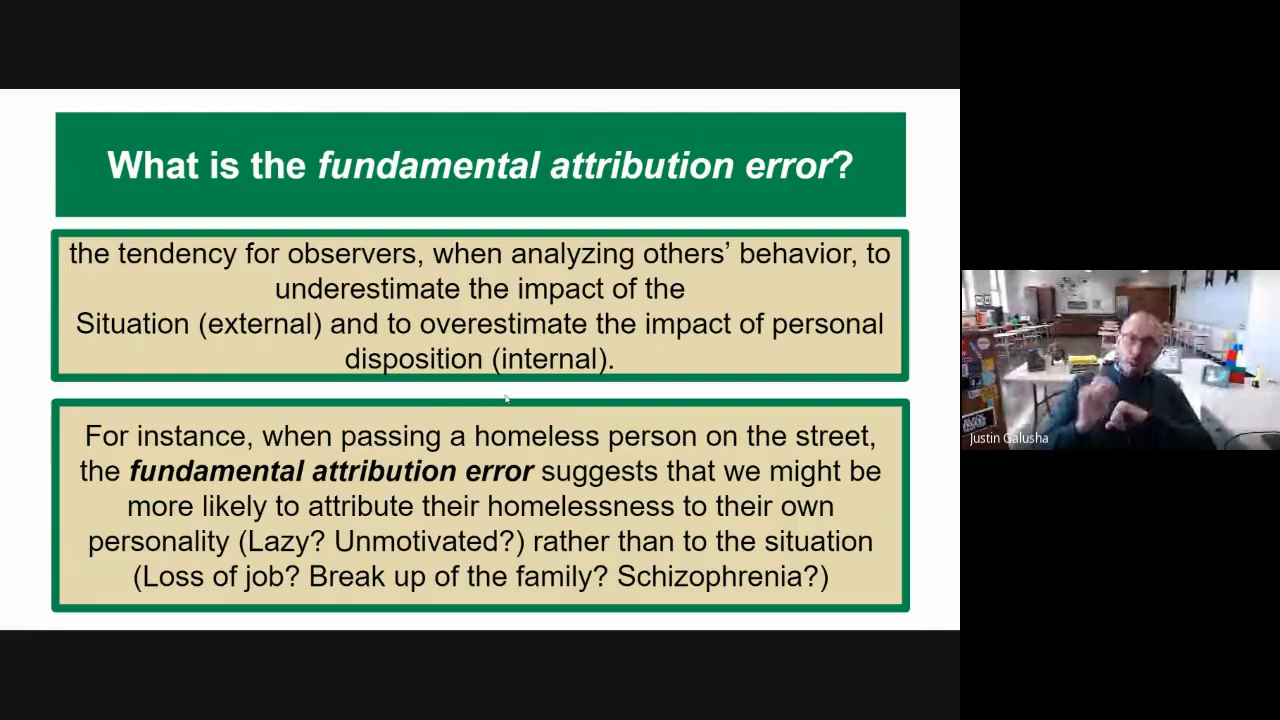 What is the fundamental attribution error?
the tendency for observers, when analyzing others’ behavior, to
underestimate the impact of the
Situation (external) and to overestimate the impact of personal
disposition (internal).
For instance, when passing a homeless person on the street,
the fundamental attribution error suggests that we might be
more likely to attribute their homelessness to their own
personality (Lazy? Unmotivated?) rather than to the situation
(Loss of job? Break up of the family? Schizophrenia?)
Justin Galusha